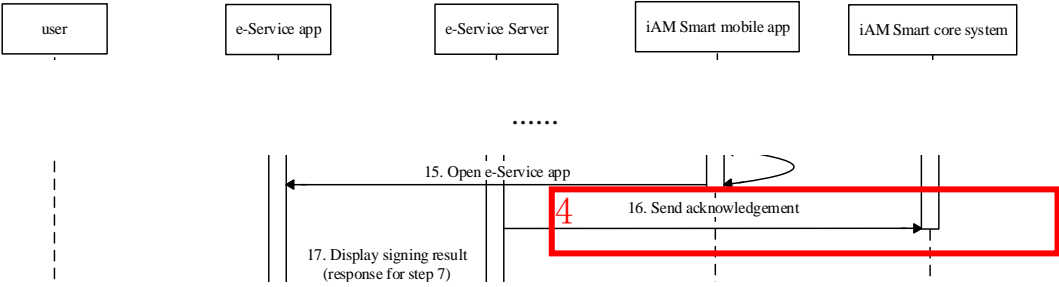 user
e-Service app
e-Service Server
iAM Smart mobile app
iAM Smart core system
......
15. Open e-Service app
4
16. Send acknowledgement
17. Display signing result
(response for step 7)